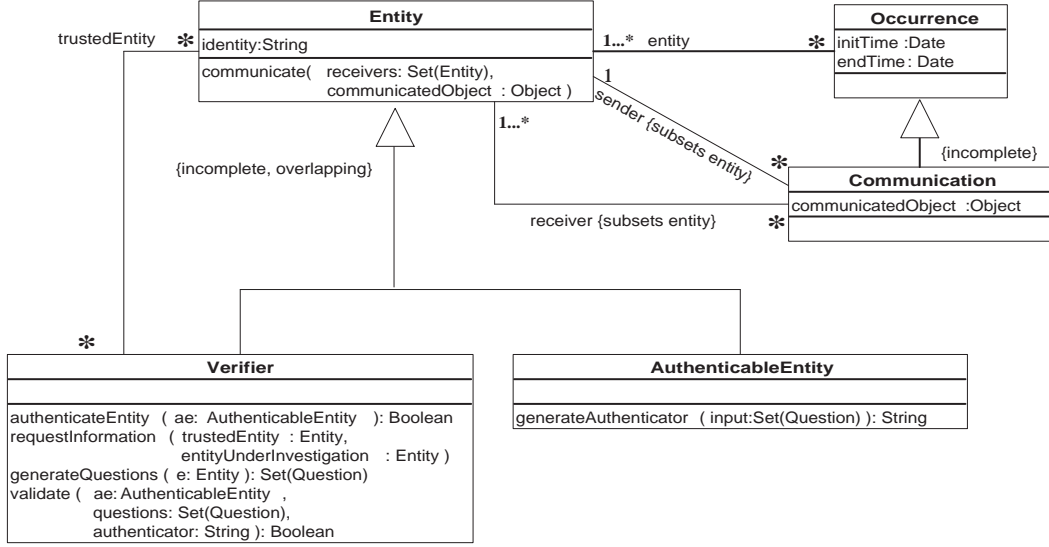 Entity
identity:String
communicate( receivers: Set(Entity),
communicatedObject : Object )
trustedEntity
*
1...* entity
*
Occurrence
initTime :Date
endTime : Date
1
sender {subsets entity}
*
1...*
{incomplete, overlapping}
{incomplete}
Communication
communicatedObject :Object
receiver {subsets entity}
*
*
Verifier
authenticateEntity ( ae: AuthenticableEntity ): Boolean
requestInformation ( trustedEntity : Entity,
entityUnderInvestigation : Entity )
generateQuestions ( e: Entity ): Set(Question)
validate ( ae: AuthenticableEntity ,
questions: Set(Question),
authenticator: String ): Boolean
AuthenticableEntity
generateAuthenticator ( input:Set(Question) ): String